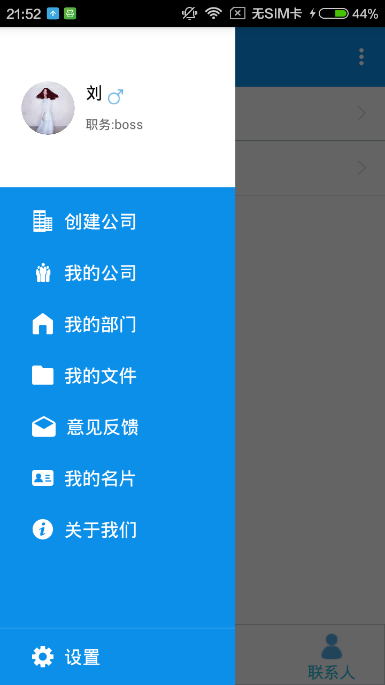 21:52 无SIM卡 44%
刘
职务:boss
创建公司
我的公司
我的部门
我的文件
意见反馈
我的名片
关于我们
设置
联系人